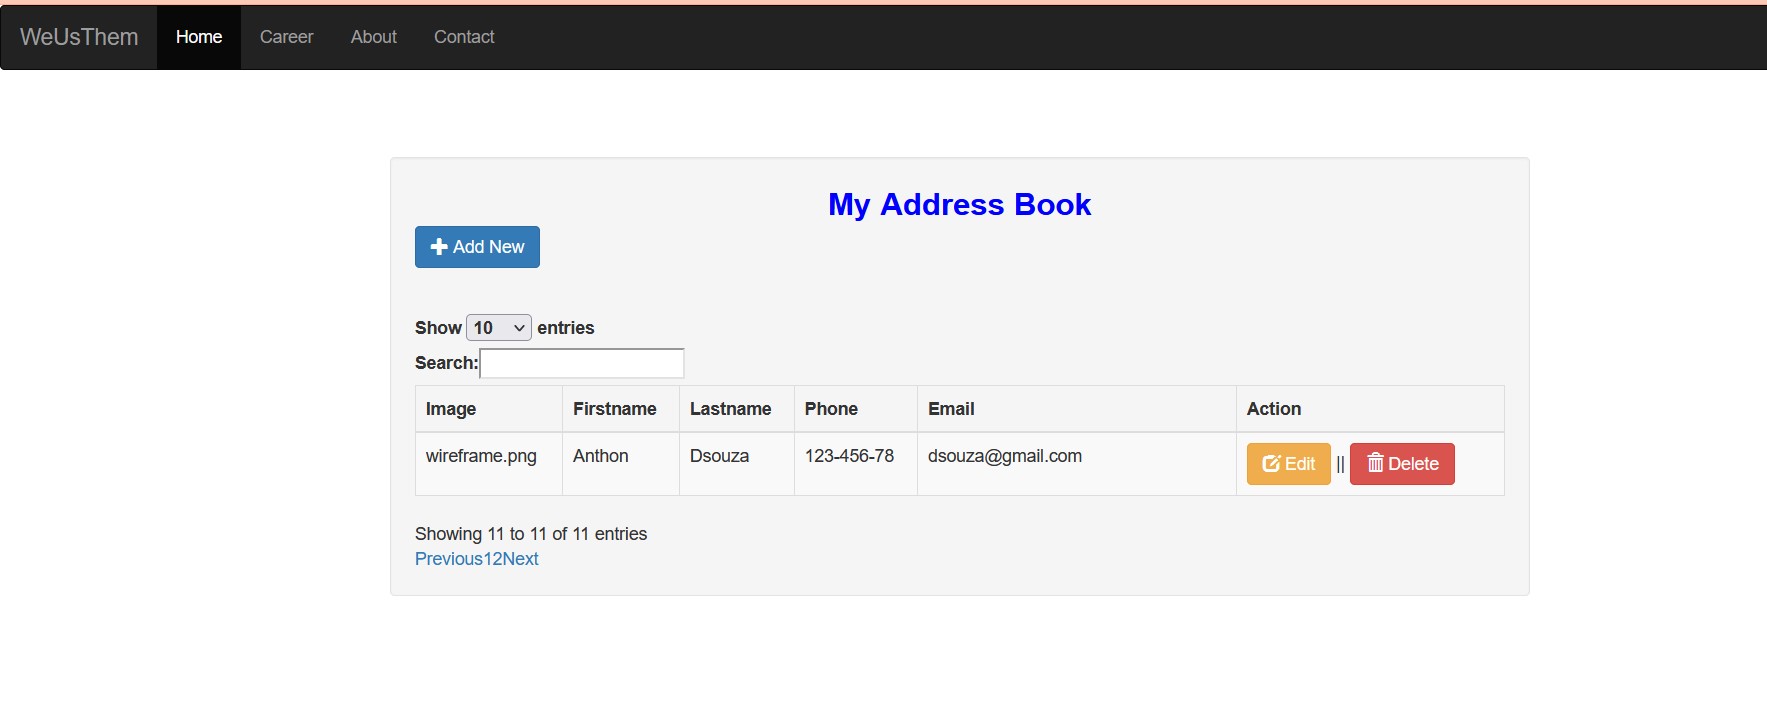 WeUsThem Home Career About Contact
My Address Book
Add New
Show 10 entries
Search:
Image Firstname Lastname Phone Email Action
wireframe.png Anthon Dsouza 123-456-78 dsouza@gmail.com Edit || Delete
Showing 11 to 11 of 11 entries
Previous12Next